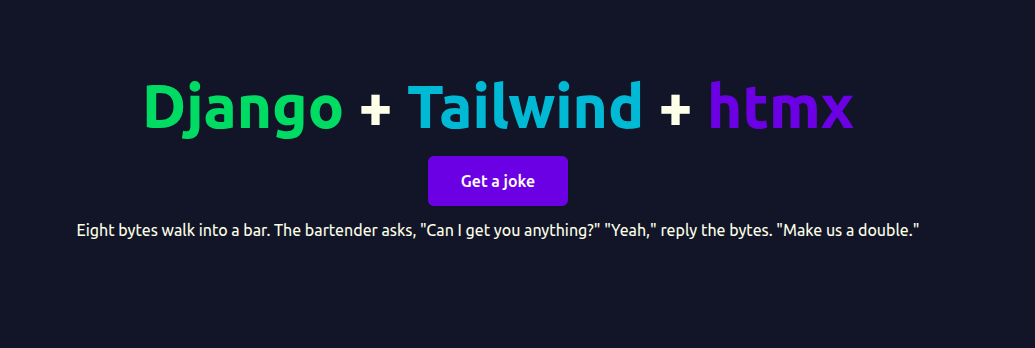 Django + Tailwind + htmx
Get a joke
Eight bytes walk into a bar. The bartender asks, "Can I get you anything?" "Yeah," reply the bytes. "Make us a double."